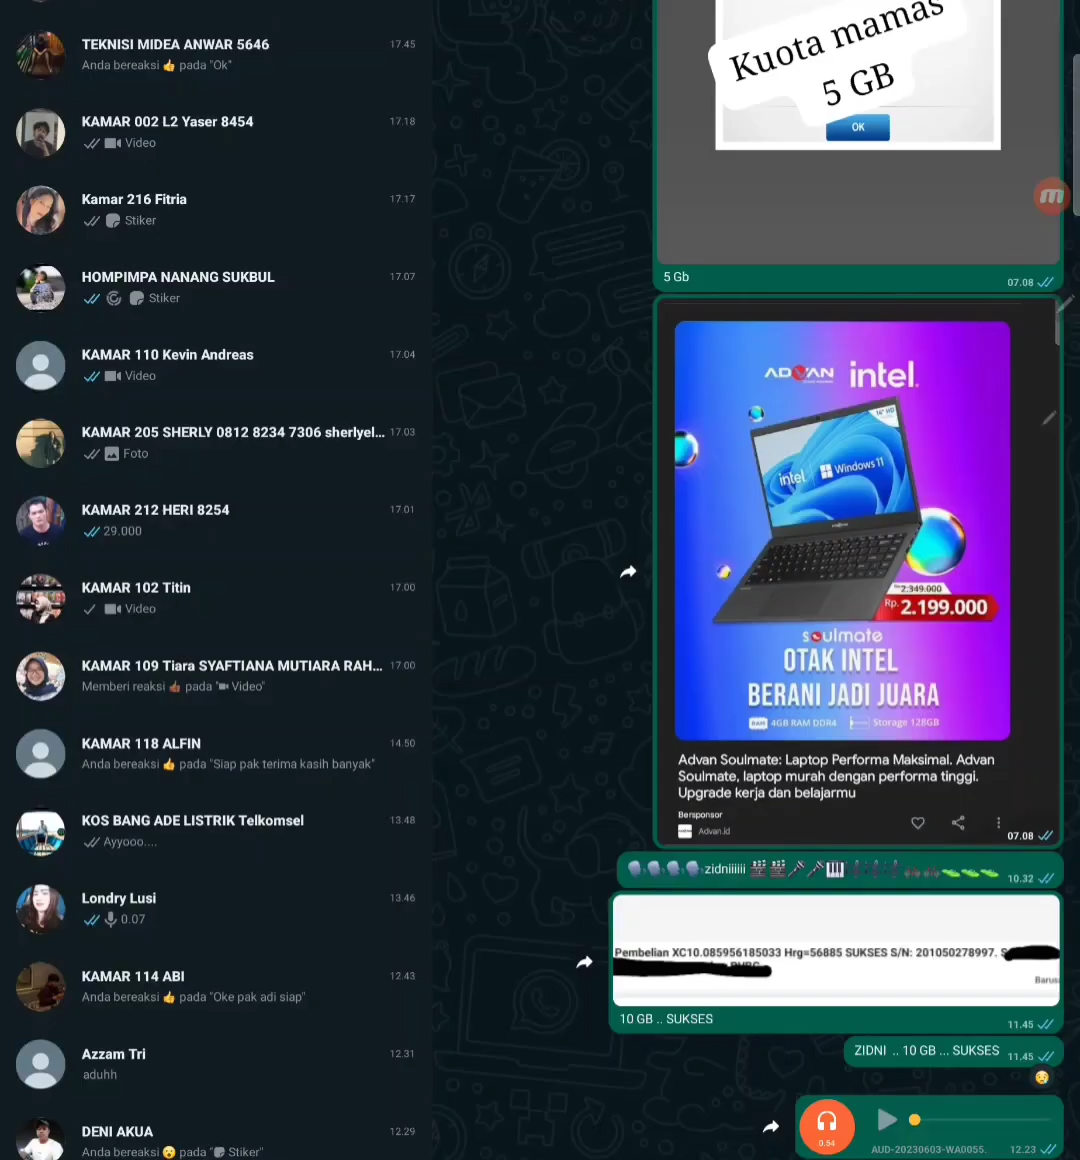 TEKNISI MIDEA ANWAR 5646
17.45
Anda bereaksi 👍 pada "Ok"
KAMAR 002 L2 Yaser 8454
17.18
Video
Kamar 216 Fitria
17.17
Stiker
HOMPIMPA NANANG SUKBUL
17.07
Stiker
KAMAR 110 Kevin Andreas
17.04
Video
KAMAR 205 SHERLY 0812 8234 7306 sherlyel...
17.03
Foto
KAMAR 212 HERI 8254
17.01
29.000
KAMAR 102 Titin
17.00
Video
KAMAR 109 Tiara SYAFTIANA MUTIARA RAH...
17.00
Memberi reaksi 👍🏾 pada "Video"
KAMAR 118 ALFIN
14.50
Anda bereaksi 👍 pada "Siap pak terima kasih banyak"
KOS BANG ADE LISTRIK Telkomsel
13.48
Ayyooo....
Londry Lusi
13.46
0.07
KAMAR 114 ABI
12.43
Anda bereaksi 👍 pada "Oke pak adi siap"
Azzam Tri
12.31
aduhh
DENI AKUA
12.29
Anda bereaksi 😮 pada "Stiker"
Kuota mamas
5 GB
OK
5 Gb
07.08
ADVAN intel.
14" HD
intel Windows 11
2.349.000
Rp. 2.199.000
soulmate
OTAK INTEL
BERANI JADI JUARA
RAM 4GB RAM DDR4 Storage 128GB
Advan Soulmate: Laptop Performa Maksimal. Advan
Soulmate, laptop murah dengan performa tinggi.
Upgrade kerja dan belajarmu
Bersponsor
Advan.id
07.08
zidniiiiii
10.32
Pembelian XC10.085956185033 Hrg=56885 SUKSES S/N: 201050278997. S
Barus
10 GB .. SUKSES
11.45
ZIDNI .. 10 GB ... SUKSES
11.45
0.54
AUD-20230603-WA0055.
12.23